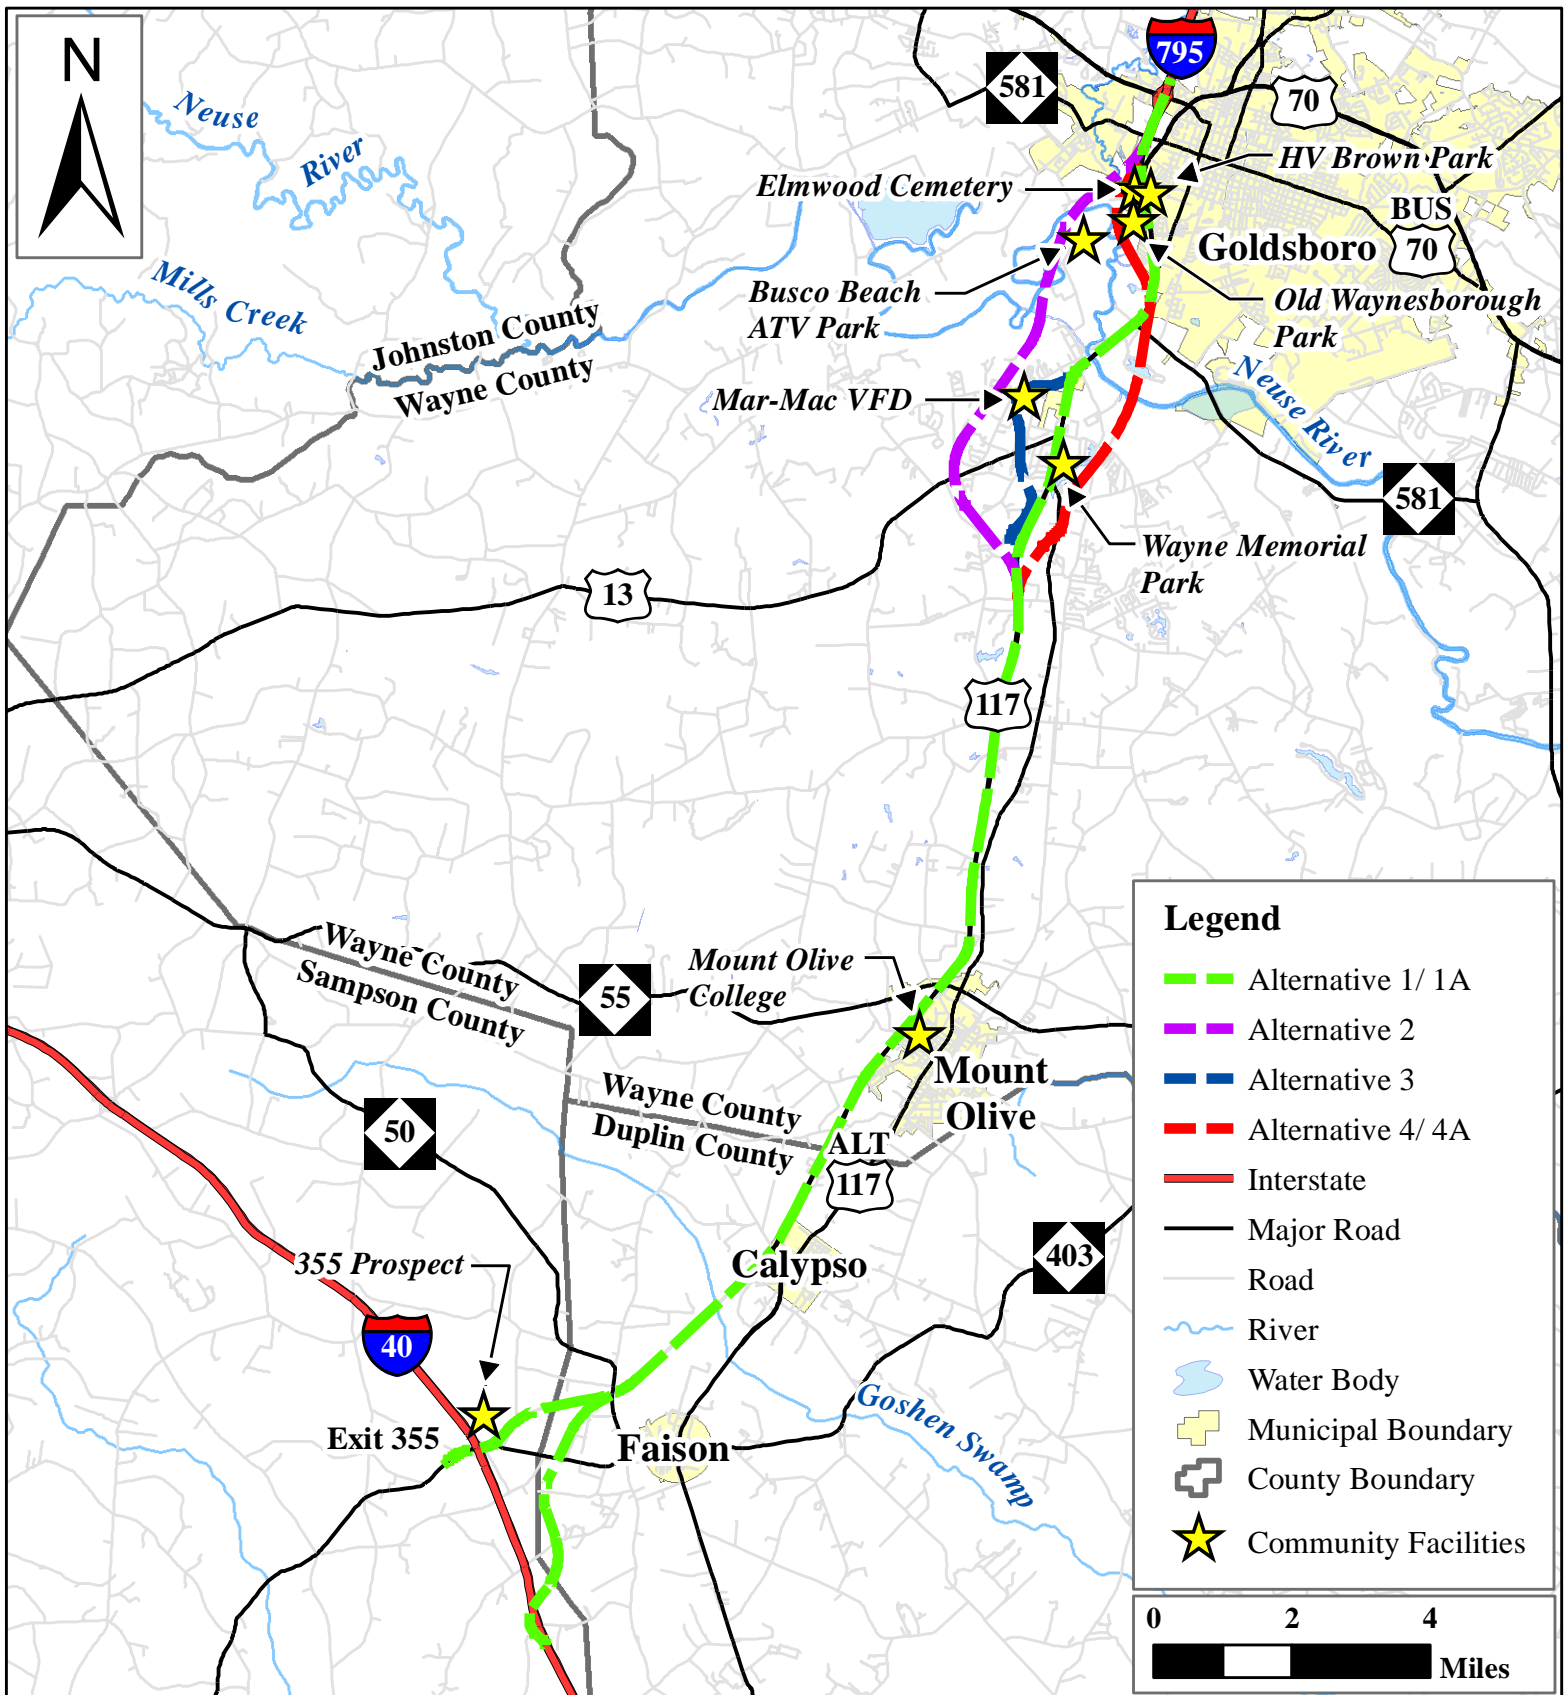 N
Neuse
River
Mills Creek
Johnston County
Wayne County
795
581
70
HV Brown Park
Elmwood Cemetery
BUS
70
Goldsboro
Busco Beach
ATV Park
Old Waynesborough
Park
Mar-Mac VFD
Neuse River
581
Wayne Memorial
Park
13
117
Wayne County
Sampson County
55
Mount Olive
College
Mount
Olive
Wayne County
Duplin County
50
ALT
117
403
Calypso
355 Prospect
40
Exit 355
Faison
Goshen Swamp
Legend
Alternative 1/ 1A
Alternative 2
Alternative 3
Alternative 4/ 4A
Interstate
Major Road
Road
River
Water Body
Municipal Boundary
County Boundary
Community Facilities
0 2 4
Miles